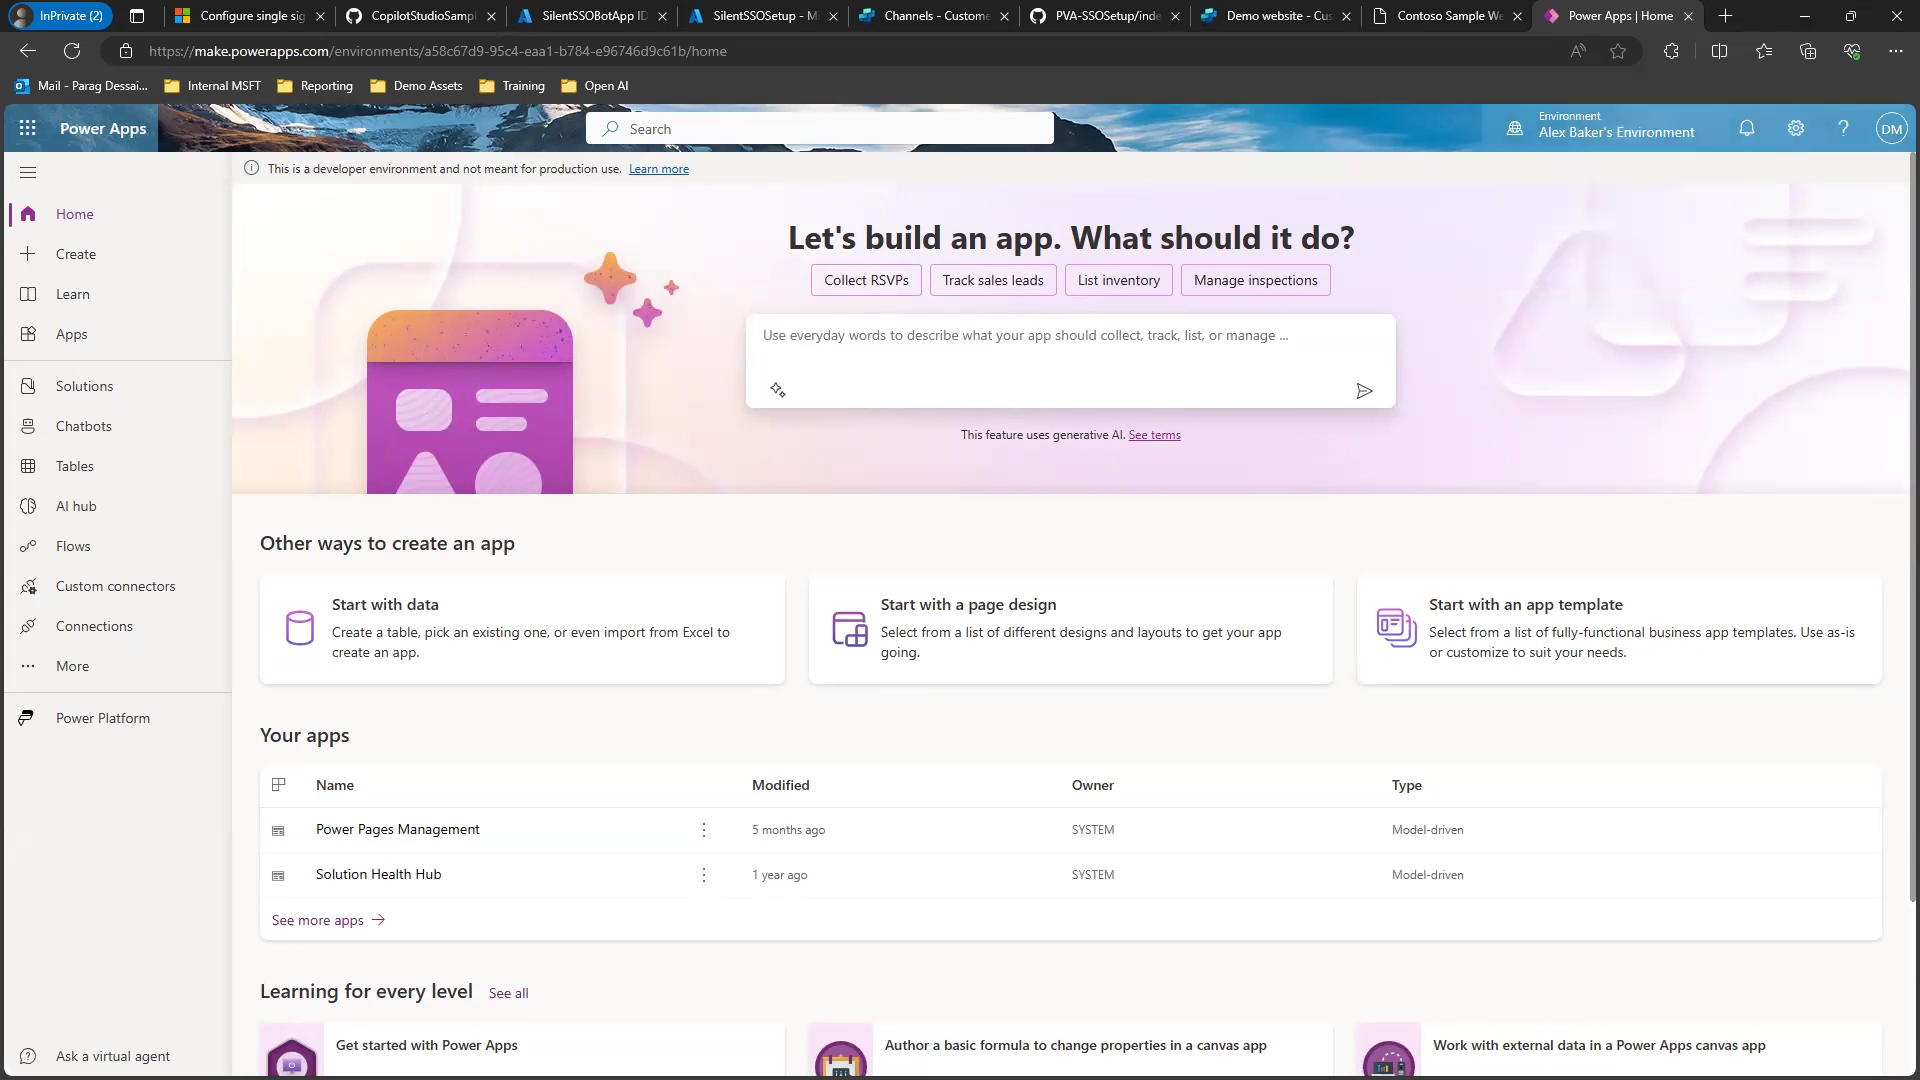 InPrivate (2)
Configure single sig
CopilotStudioSampl
SilentSSOBotApp ID
SilentSSOSetup - Mi
Channels - Custome
PVA-SSOSetup/inde
Demo website - Cus
Contoso Sample We
Power Apps | Home
https://make.powerapps.com/environments/a58c67d9-95c4-eaa1-b784-e96746d9c61b/home
Mail - Parag Dessai...
Internal MSFT
Reporting
Demo Assets
Training
Open AI
Power Apps
Search
Environment
Alex Baker's Environment
DM
This is a developer environment and not meant for production use. Learn more
Home
Create
Learn
Apps
Solutions
Chatbots
Tables
AI hub
Flows
Custom connectors
Connections
More
Power Platform
Ask a virtual agent
Let's build an app. What should it do?
Collect RSVPs
Track sales leads
List inventory
Manage inspections
Use everyday words to describe what your app should collect, track, list, or manage ...
This feature uses generative AI. See terms
Other ways to create an app
Start with data
Create a table, pick an existing one, or even import from Excel to
create an app.
Start with a page design
Select from a list of different designs and layouts to get your app
going.
Start with an app template
Select from a list of fully-functional business app templates. Use as-is
or customize to suit your needs.
Your apps
Name Modified Owner Type
Power Pages Management 5 months ago SYSTEM Model-driven
Solution Health Hub 1 year ago SYSTEM Model-driven
See more apps
Learning for every level See all
Get started with Power Apps
Author a basic formula to change properties in a canvas app
Work with external data in a Power Apps canvas app